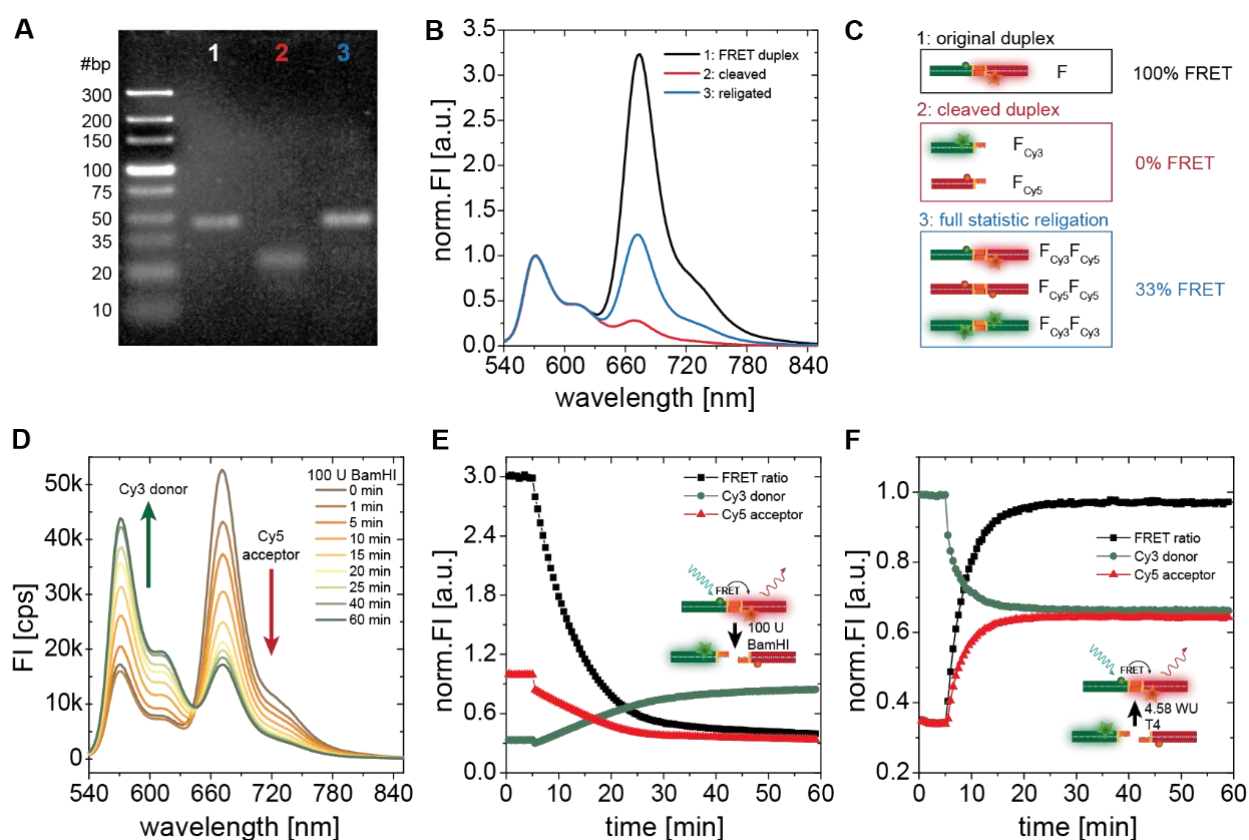 A
#bp
300
200
150
100
75
50
35
20
10
1 2 3
B
norm.FI [a.u.]
3.5
3.0
2.5
2.0
1.5
1.0
0.5
0.0
540 600 660 720 780 840
wavelength [nm]
1: FRET duplex
2: cleaved
3: religated
C
1: original duplex
F
100% FRET
2: cleaved duplex
F Cy3
F Cy5
0% FRET
3: full statistic religation
F Cy3 F Cy5
F Cy5 F Cy5
F Cy3 F Cy3
33% FRET
D
FI [cps]
50k
40k
30k
20k
10k
0
540 600 660 720 780 840
wavelength [nm]
Cy3 donor
Cy5
acceptor
100 U BamHI
0 min
1 min
5 min
10 min
15 min
20 min
25 min
40 min
60 min
E
norm.FI [a.u.]
3.0
2.4
1.8
1.2
0.6
0.0
0 10 20 30 40 50 60
time [min]
FRET ratio
Cy3 donor
Cy5 acceptor
FRET
100 U
BamHI
F
norm.FI [a.u.]
1.0
0.8
0.6
0.4
0.2
0 10 20 30 40 50 60
time [min]
FRET ratio
Cy3 donor
Cy5 acceptor
FRET
4.58 WU
T4